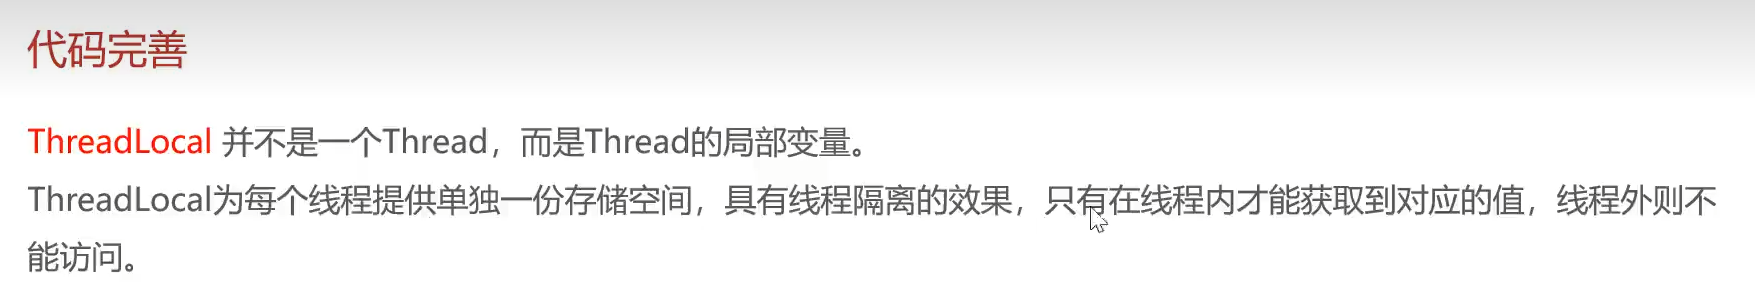 代码完善
ThreadLocal 并不是一个Thread，而是Thread的局部变量。
ThreadLocal为每个线程提供单独一份存储空间，具有线程隔离的效果，只有在线程内才能获取到对应的值，线程外则不
能访问。